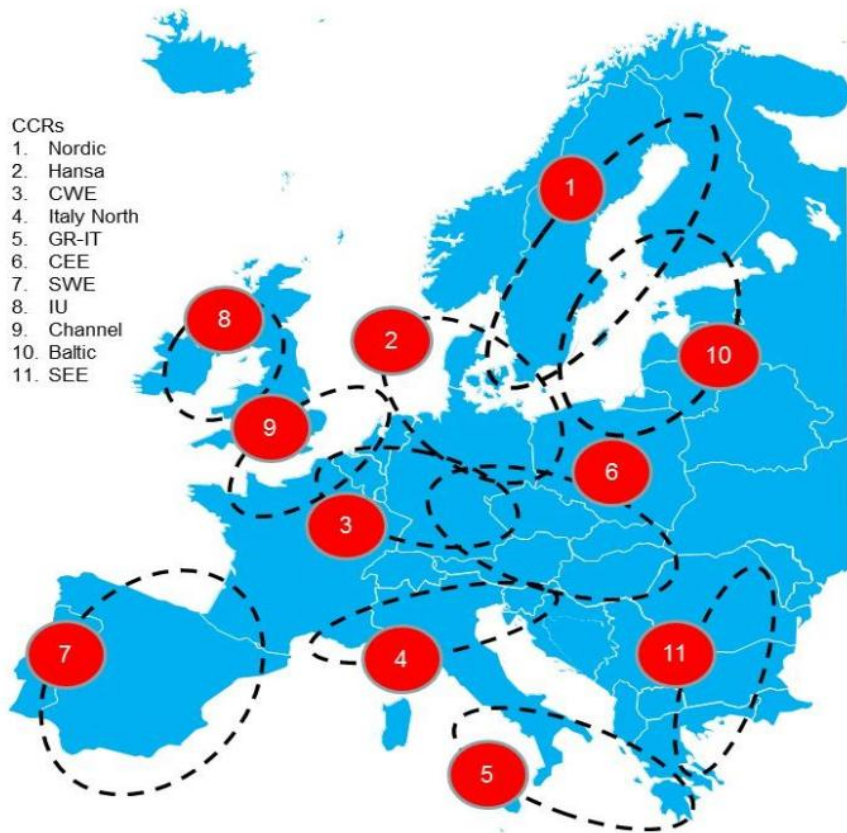 CCRs
1. Nordic
2. Hansa
3. CWE
4. Italy North
5. GR-IT
6. CEE
7. SWE
8. IU
9. Channel
10. Baltic
11. SEE
1
8
2
10
9
6
3
7
4
11
5